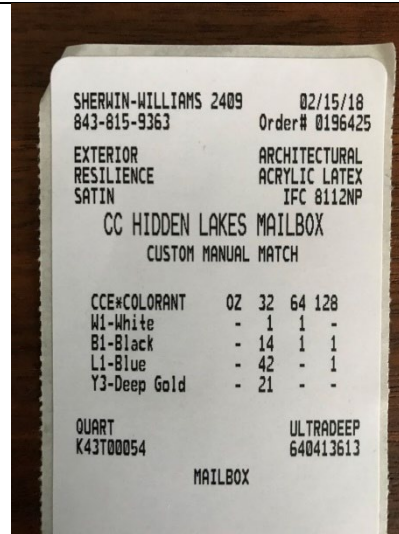 SHERWIN-WILLIAMS 2409 02/15/18
843-815-9363 Order# 0196425
EXTERIOR ARCHITECTURAL
RESILIENCE ACRYLIC LATEX
SATIN IFC 8112NP
CC HIDDEN LAKES MAILBOX
CUSTOM MANUAL MATCH
CCE*COLORANT OZ 32 64 128
W1-White - 1 1 -
B1-Black - 14 1 1
L1-Blue - 42 - 1
Y3-Deep Gold - 21 - -
QUART ULTRADEEP
K43T00054 640413613
MAILBOX